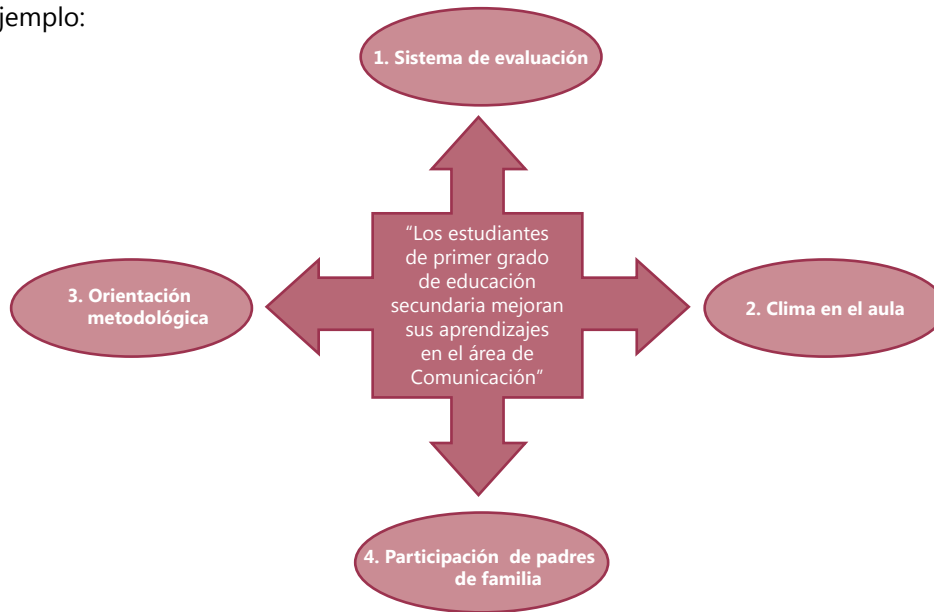 jemplo:
1. Sistema de evaluación
“Los estudiantes
de primer grado
de educación
secundaria mejoran
sus aprendizajes
en el área de
Comunicación”
3. Orientación
metodológica
2. Clima en el aula
4. Participación de padres
de familia